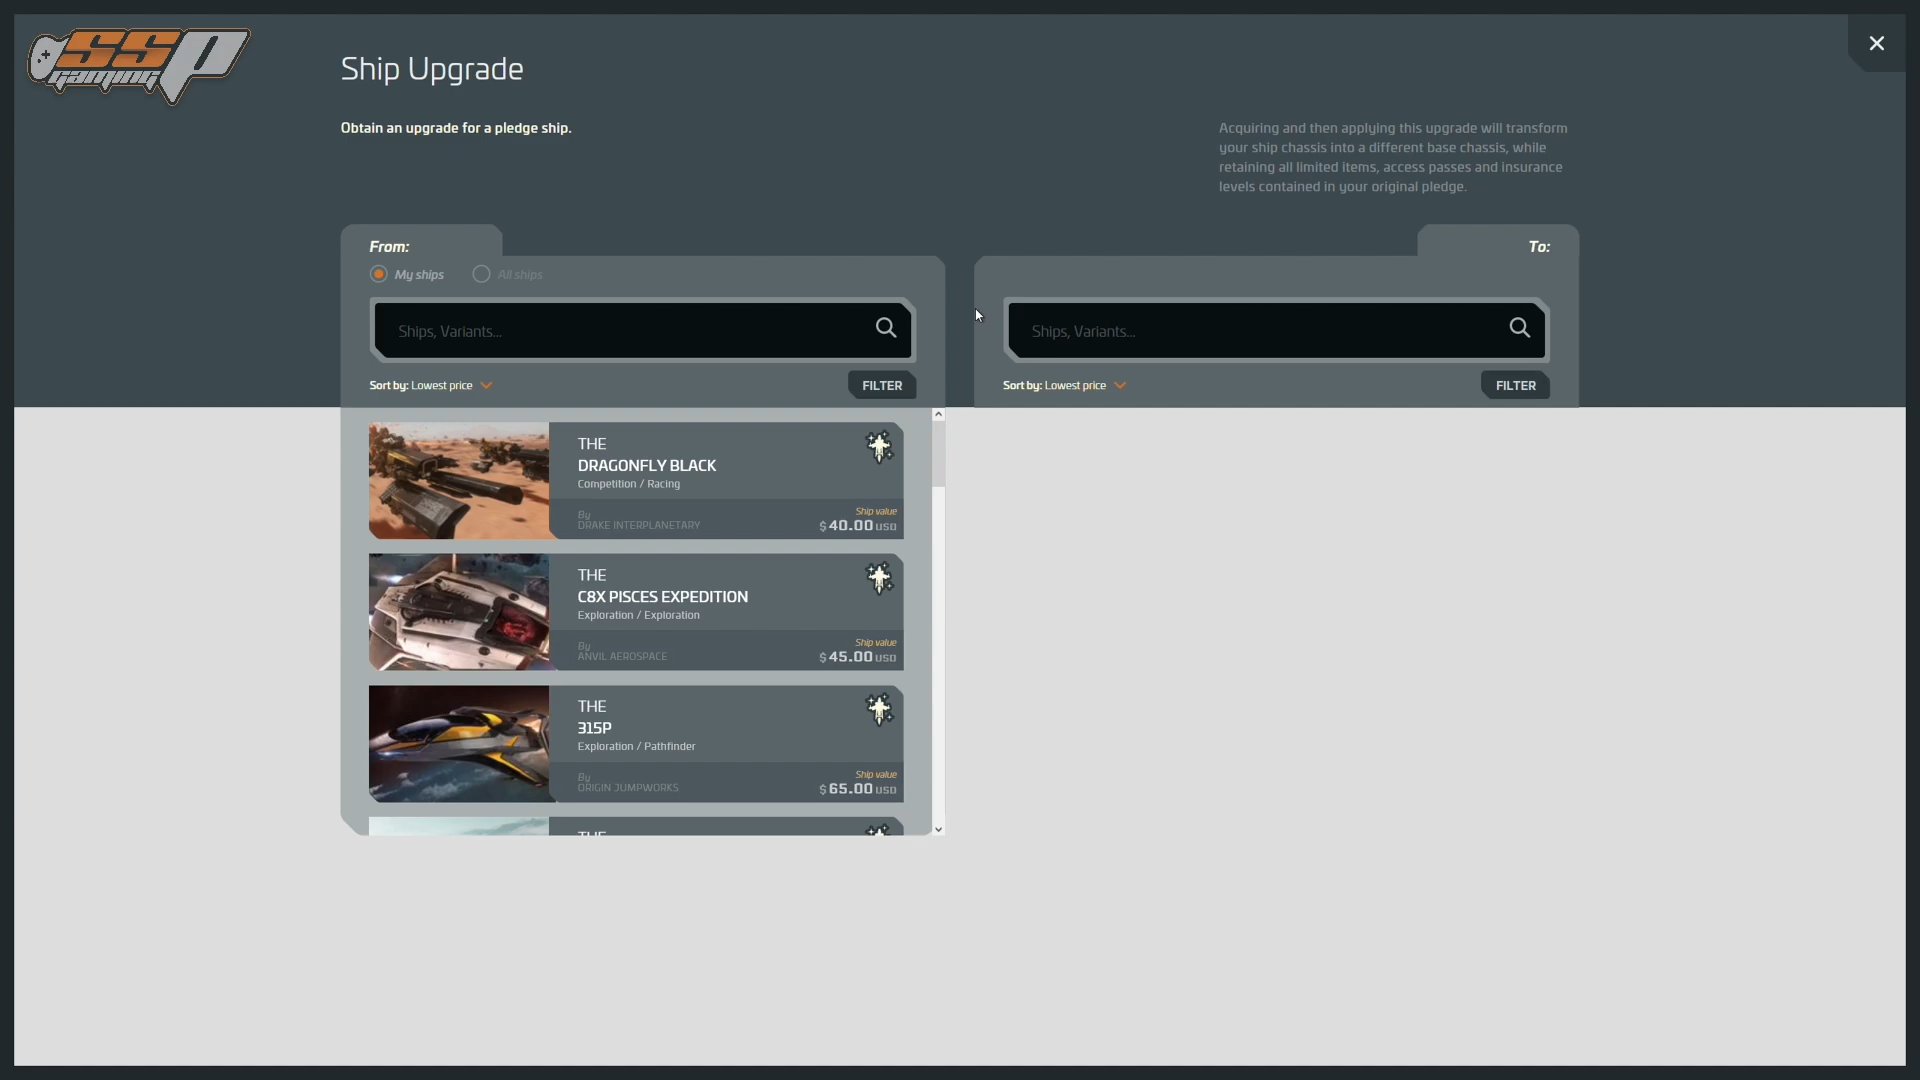 SSP
gaming
Ship Upgrade
Obtain an upgrade for a pledge ship.
Acquiring and then applying this upgrade will transform
your ship chassis into a different base chassis, while
retaining all limited items, access passes and insurance
levels contained in your original pledge.
From:
My ships
All ships
Ships, Variants...
Sort by: Lowest price
FILTER
THE
DRAGONFLY BLACK
Competition / Racing
By
DRAKE INTERPLANETARY
Ship value
$40.00 USD
THE
C8X PISCES EXPEDITION
Exploration / Exploration
By
ANVIL AEROSPACE
Ship value
$45.00 USD
THE
315P
Exploration / Pathfinder
By
ORIGIN JUMPWORKS
Ship value
$65.00 USD
THE
To:
Ships, Variants...
Sort by: Lowest price
FILTER